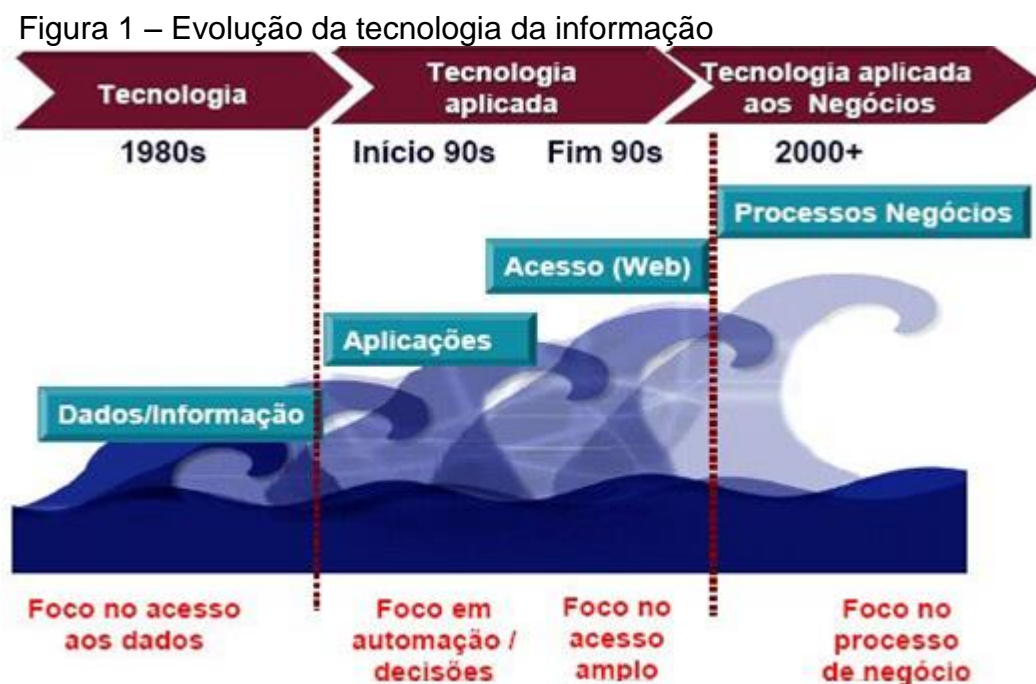 Figura 1 – Evolução da tecnologia da informação
Tecnologia
Tecnologia
aplicada
Tecnologia aplicada
aos Negócios
1980s
Início 90s
Fim 90s
2000+
Processos Negócios
Acesso (Web)
Aplicações
Dados/Informação
Foco no acesso
aos dados
Foco em
automação /
decisões
Foco no
acesso
amplo
Foco no
processo
de negócio